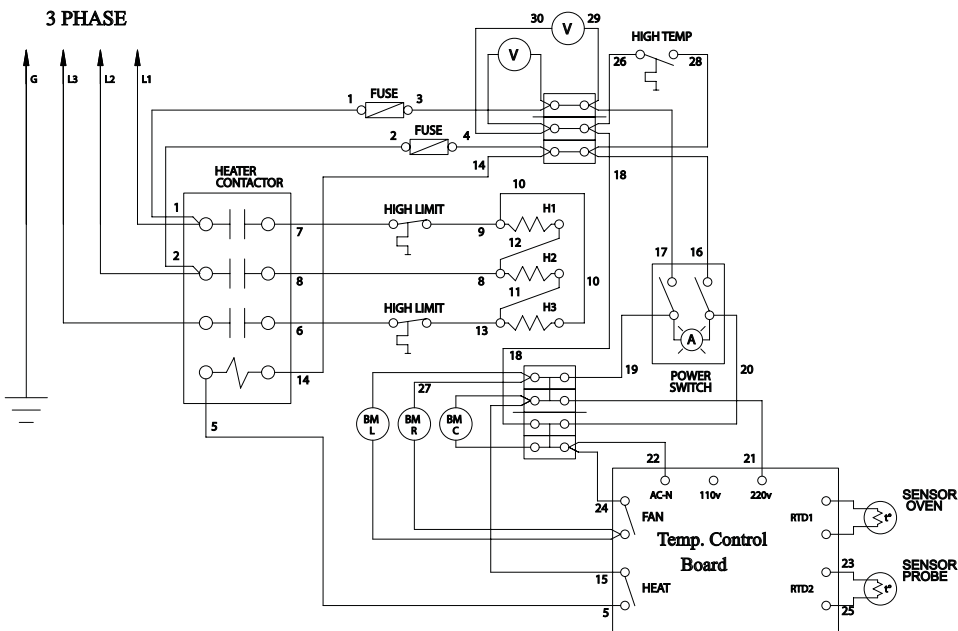 3 PHASE
30
29
V
V
HIGH TEMP
26
28
G
L3
L2
L1
FUSE
1
3
FUSE
2
4
14
18
HEATER
CONTACTOR
10
1
HIGH LIMIT
H1
7
9
12
2
H2
17
16
8
8
10
11
HIGH LIMIT
H3
6
13
A
18
19
20
POWER
SWITCH
14
27
BM
L
BM
R
BM
C
5
22
21
AC-N
110v
220v
24
FAN
RTD1
SENSOR
OVEN
t°
Temp. Control
Board
15
HEAT
23
RTD2
SENSOR
PROBE
t°
5
25